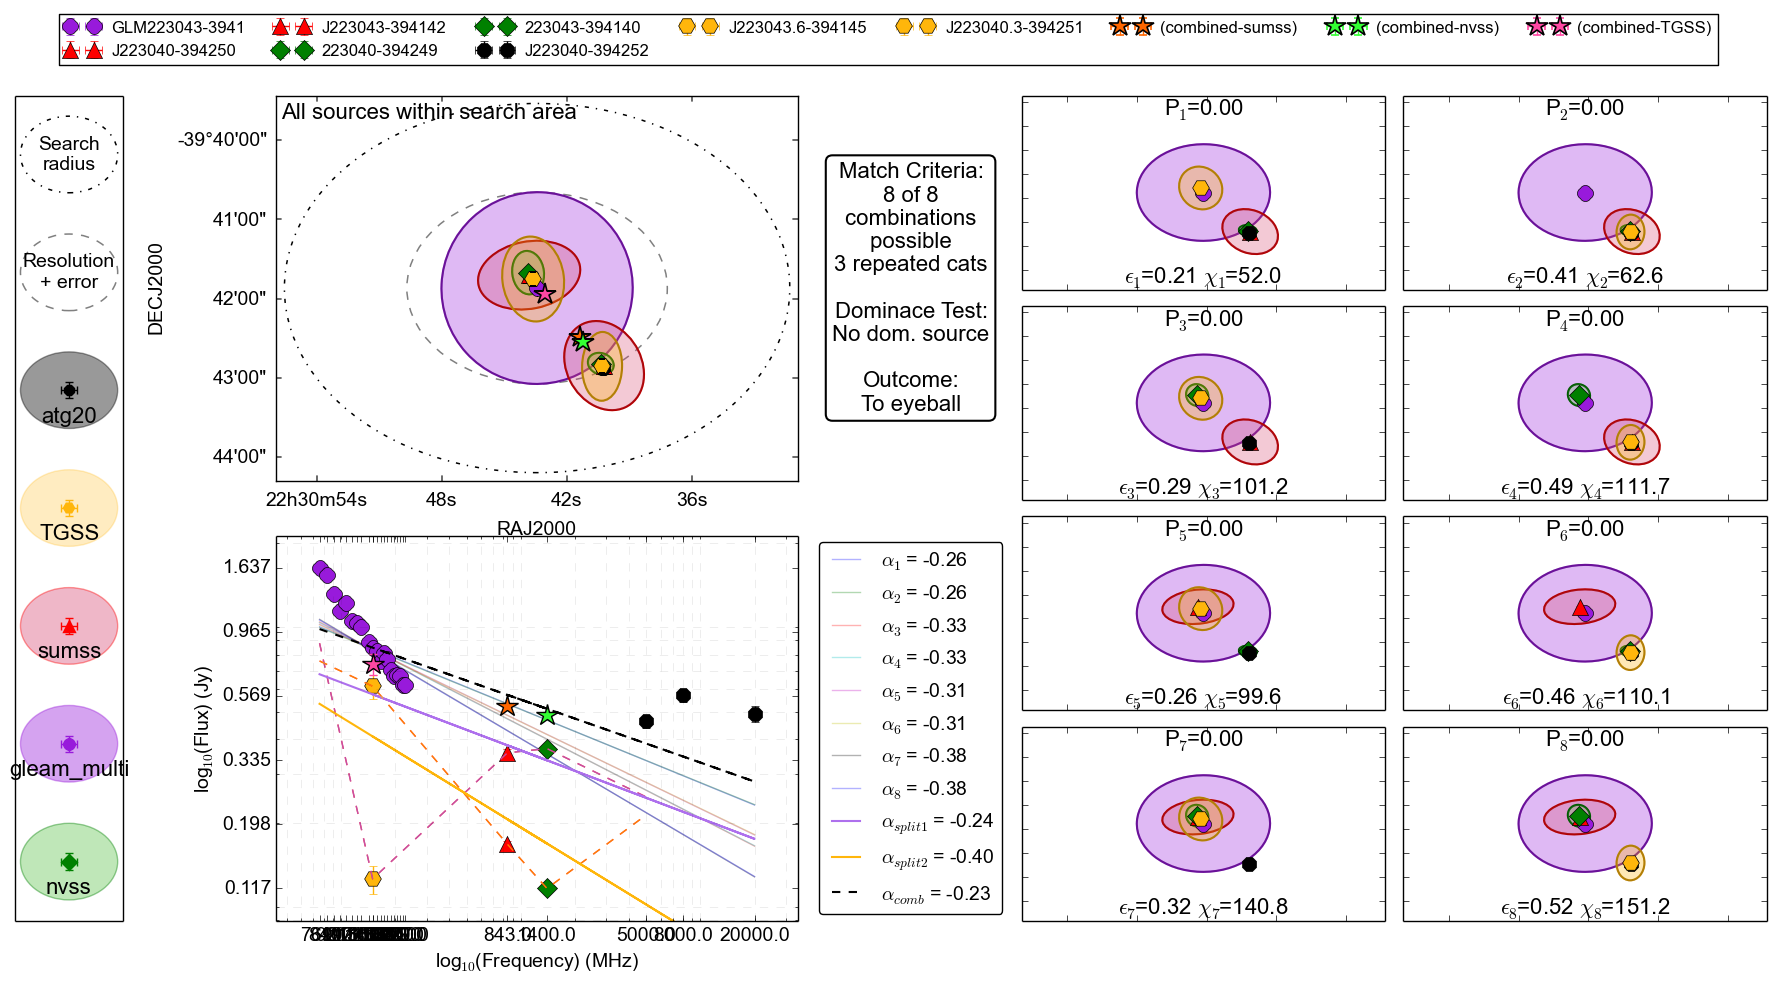 GLM223043-3941 J223043-394142 223043-394140 J223043.6-394145 J223040.3-394251 (combined-sumss) (combined-nvss) (combined-TGSS)
J223040-394250 223040-394249 J223040-394252
Search
radius
Resolution
+ error
atg20
TGSS
sumss
gleam_multi
nvss
All sources within search area
DECJ2000
-39°40'00"
41'00"
42'00"
43'00"
44'00"
22h30m54s 48s 42s 36s
RAJ2000
Match Criteria:
8 of 8
combinations
possible
3 repeated cats
Dominace Test:
No dom. source
Outcome:
To eyeball
log10(Flux) (Jy)
1.637
0.965
0.569
0.335
0.198
0.117
843.0 1400.0 5000.0 8000.0 20000.0
log10(Frequency) (MHz)
α1 = -0.26
α2 = -0.26
α3 = -0.33
α4 = -0.33
α5 = -0.31
α6 = -0.31
α7 = -0.38
α8 = -0.38
αsplit1 = -0.24
αsplit2 = -0.40
αcomb = -0.23
P1=0.00
ϵ1=0.21 χ1=52.0
P2=0.00
ϵ2=0.41 χ2=62.6
P3=0.00
ϵ3=0.29 χ3=101.2
P4=0.00
ϵ4=0.49 χ4=111.7
P5=0.00
ϵ5=0.26 χ5=99.6
P6=0.00
ϵ6=0.46 χ6=110.1
P7=0.00
ϵ7=0.32 χ7=140.8
P8=0.00
ϵ8=0.52 χ8=151.2